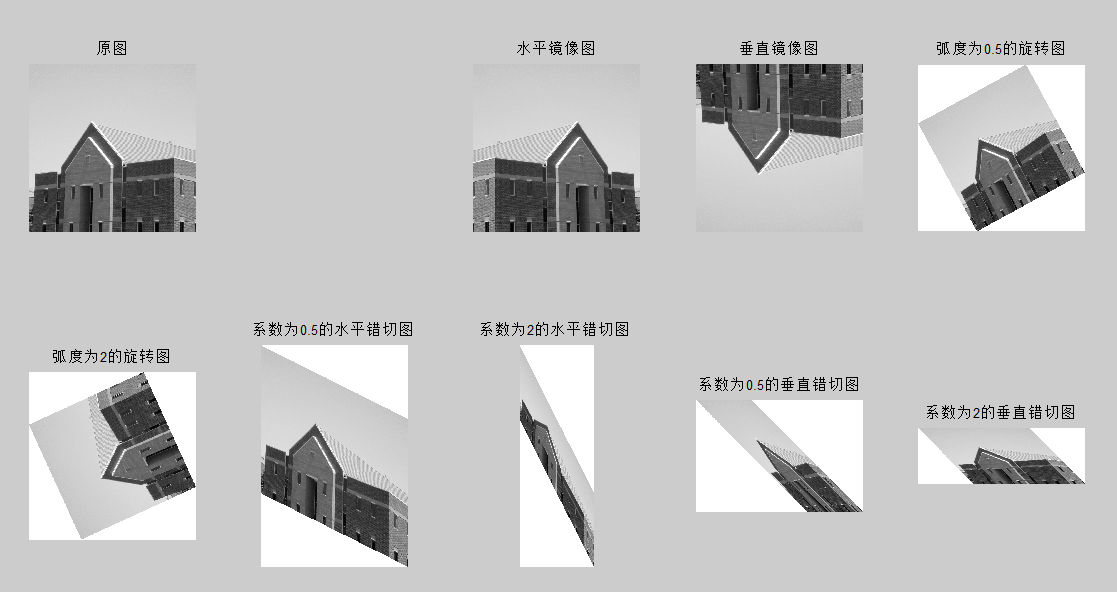 原图
水平镜像图
垂直镜像图
弧度为0.5的旋转图
弧度为2的旋转图
系数为0.5的水平错切图
系数为2的水平错切图
系数为0.5的垂直错切图
系数为2的垂直错切图